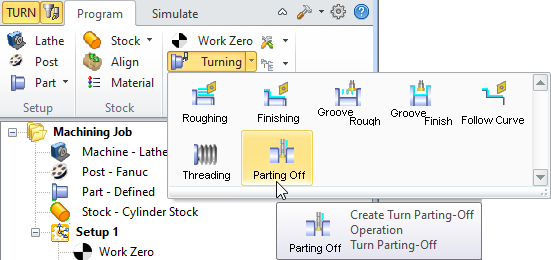 TURN Program Simulate
Lathe Stock Work Zero
Post Align Turning
Part Material
Setup Stock
Roughing Finishing Groove Rough Groove Finish Follow Curve
Threading Parting Off
Machining Job
Machine - Lathe
Post - Fanuc
Part - Defined
Stock - Cylinder Stock
Setup 1
Work Zero
Parting Off
Create Turn Parting-Off
Operation
Turn Parting-Off